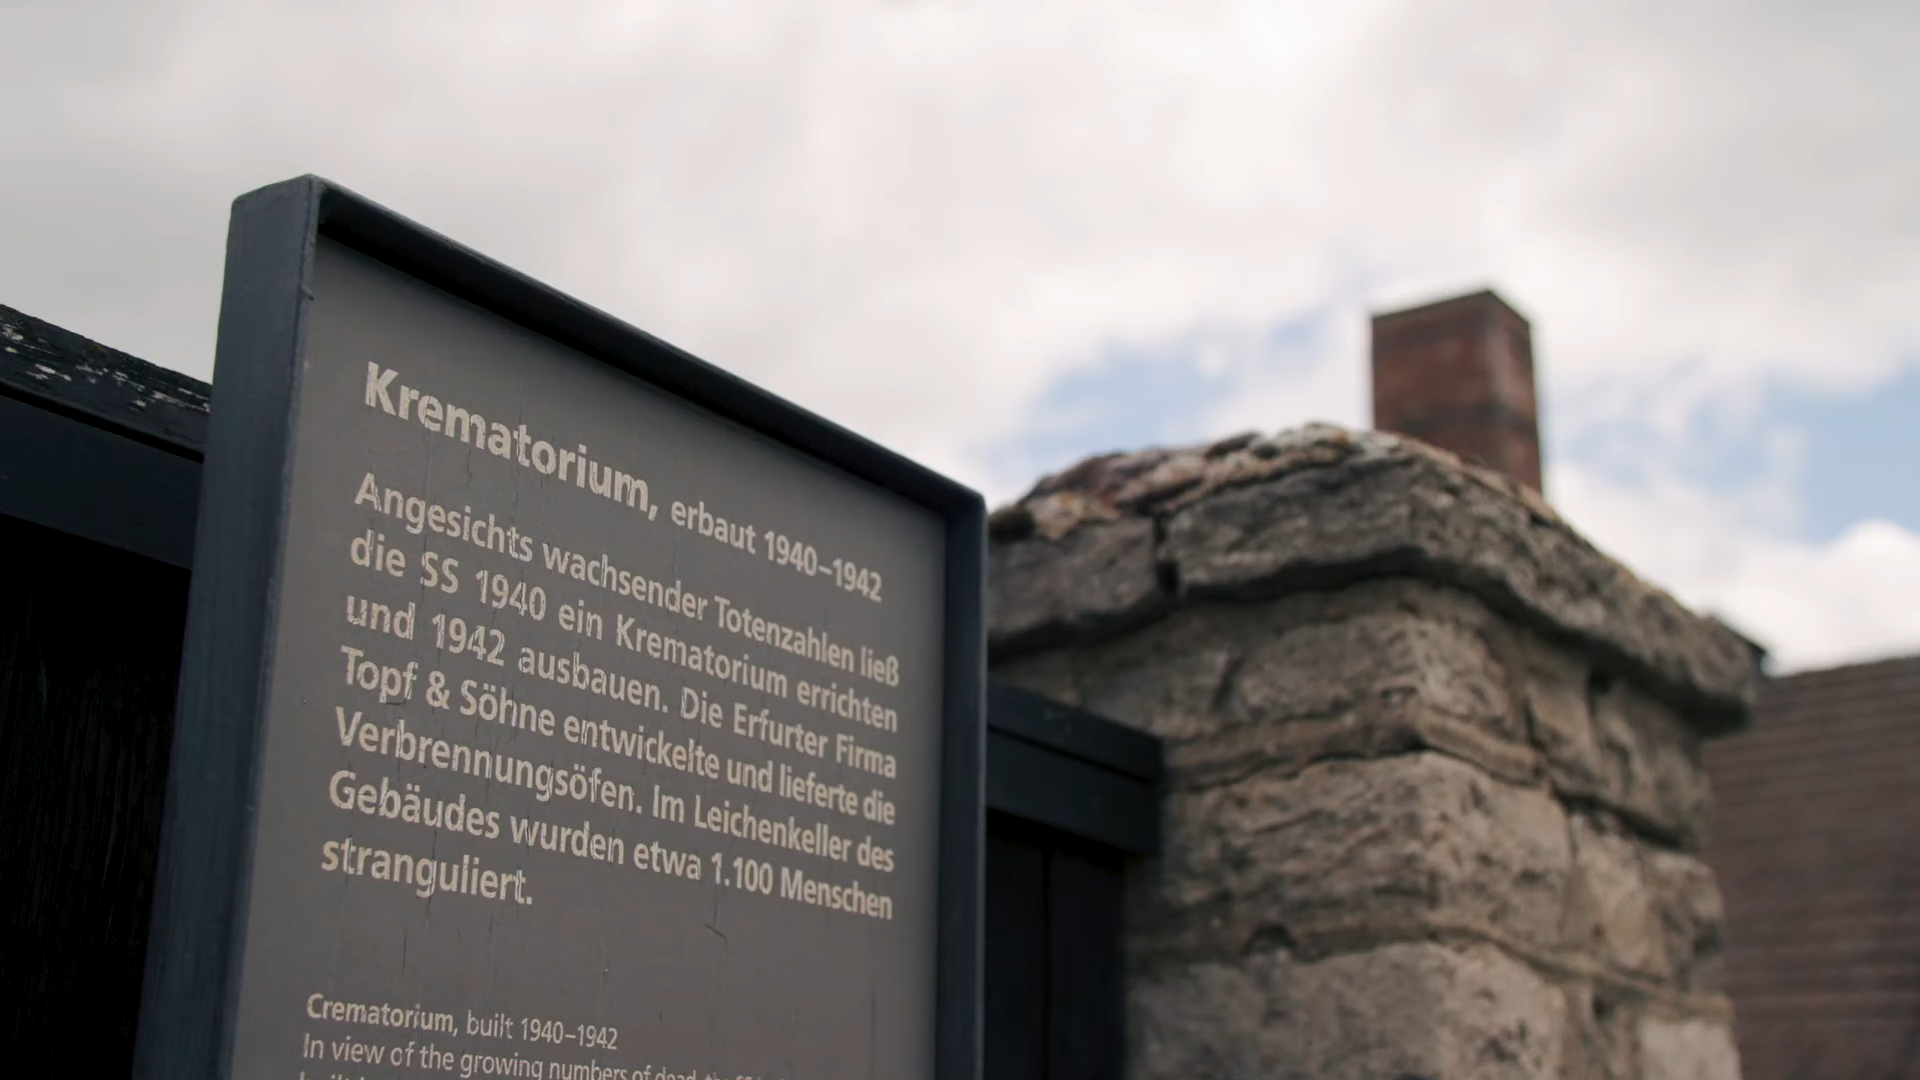 Krematorium, erbaut 1940–1942
Angesichts wachsender Totenzahlen ließ
die SS 1940 ein Krematorium errichten
und 1942 ausbauen. Die Erfurter Firma
Topf & Söhne entwickelte und lieferte die
Verbrennungsöfen. Im Leichenkeller des
Gebäudes wurden etwa 1.100 Menschen
stranguliert.
Crematorium, built 1940–1942
In view of the growing numbers of dead, the SS